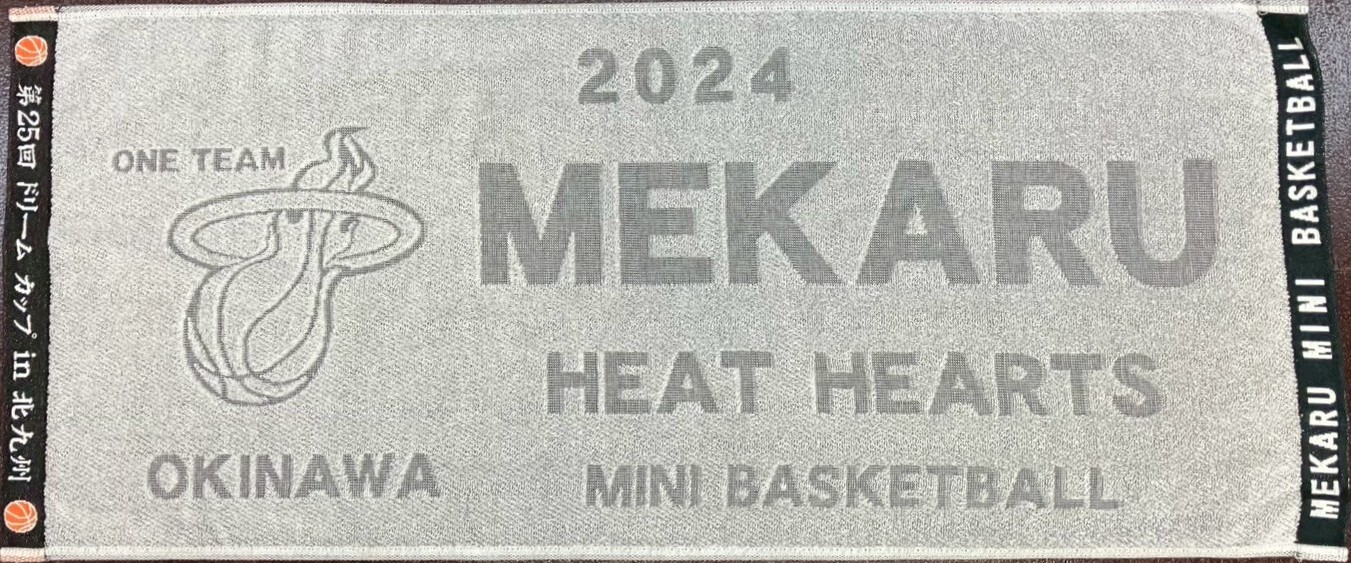 第25回 ドリーム カップ in 北九州
2024
ONE TEAM
MEKARU
HEAT HEARTS
OKINAWA
MINI BASKETBALL
MEKARU MINI BASKETBALL